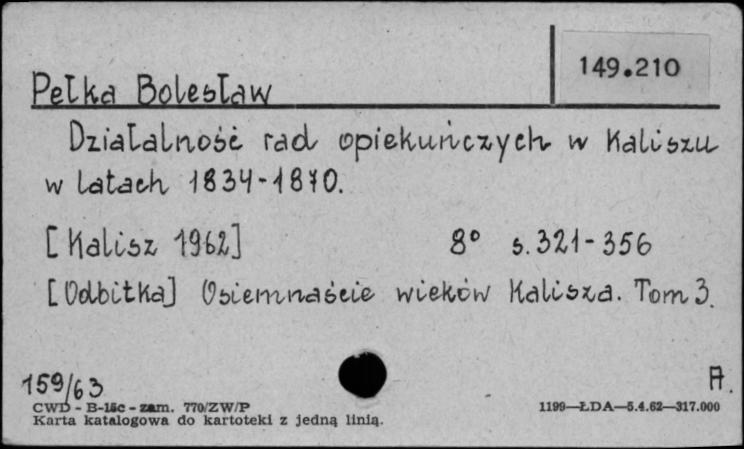 149.210
Pełka Bolesław
Działalność rad opiekuńczych w Kaliszu
w latach 1834-1870.
[Kalisz 1962] 8° s. 321-356
[Odbitka] Osiemnaście wieków Kalisza. Tom 3.
159/63 A.
CWD - B-15c - zam. 770/ZW/P 1199—ŁDA—5.4.62—317.000
Karta katalogowa do kartoteki z jedną linią.